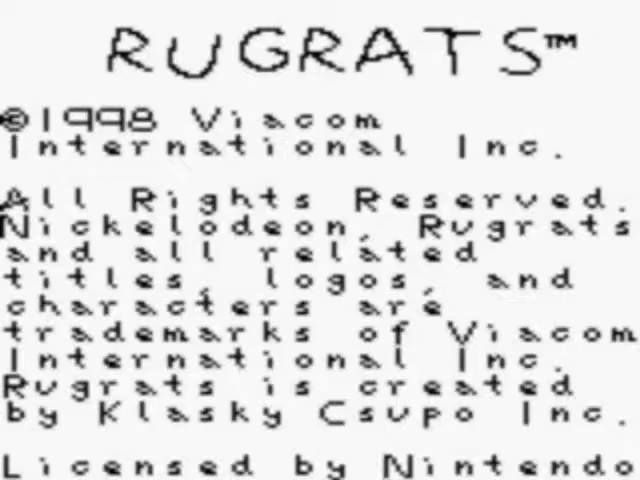 RUGRATS™
©1998 Viacom
International Inc.
All Rights Reserved.
Nickelodeon, Rugrats
and all related
titles, logos, and
characters are
trademarks of Viacom
International Inc.
Rugrats is created
by Klasky Csupo Inc.
Licensed by Nintendo